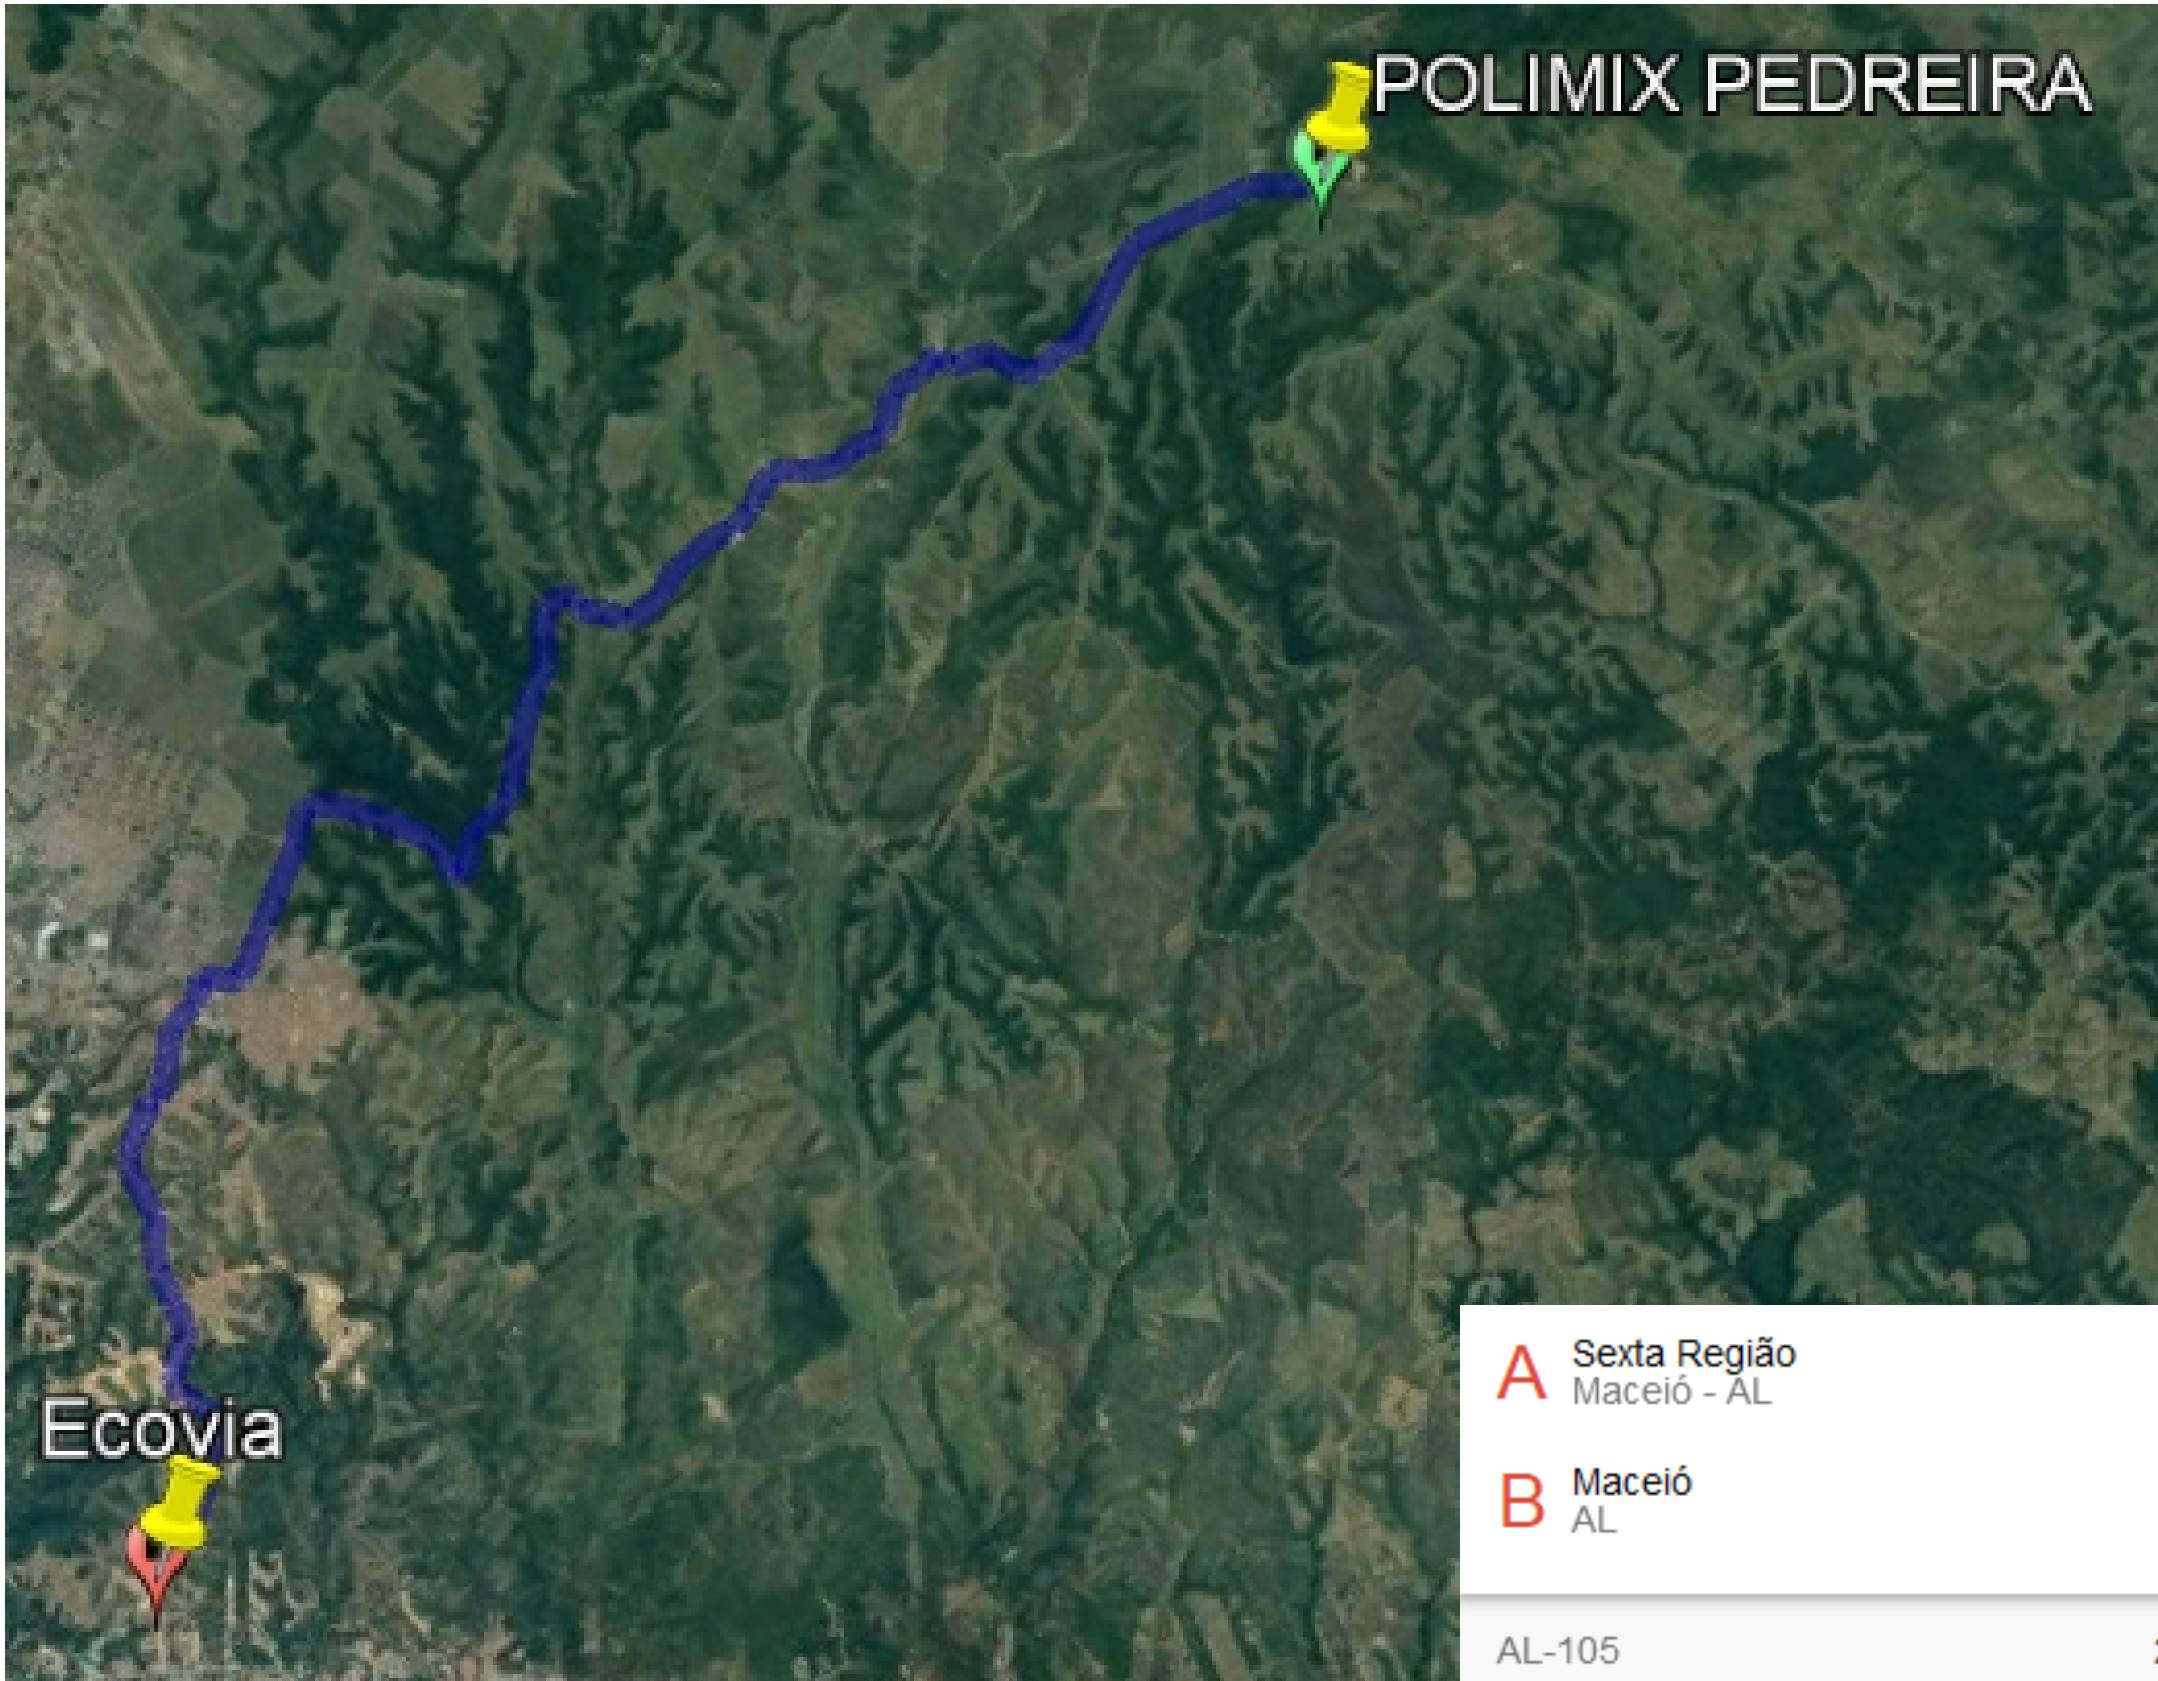 POLIMIX PEDREIRA
Ecovia
A Sexta Região
Maceió - AL
B Maceió
AL
AL-105